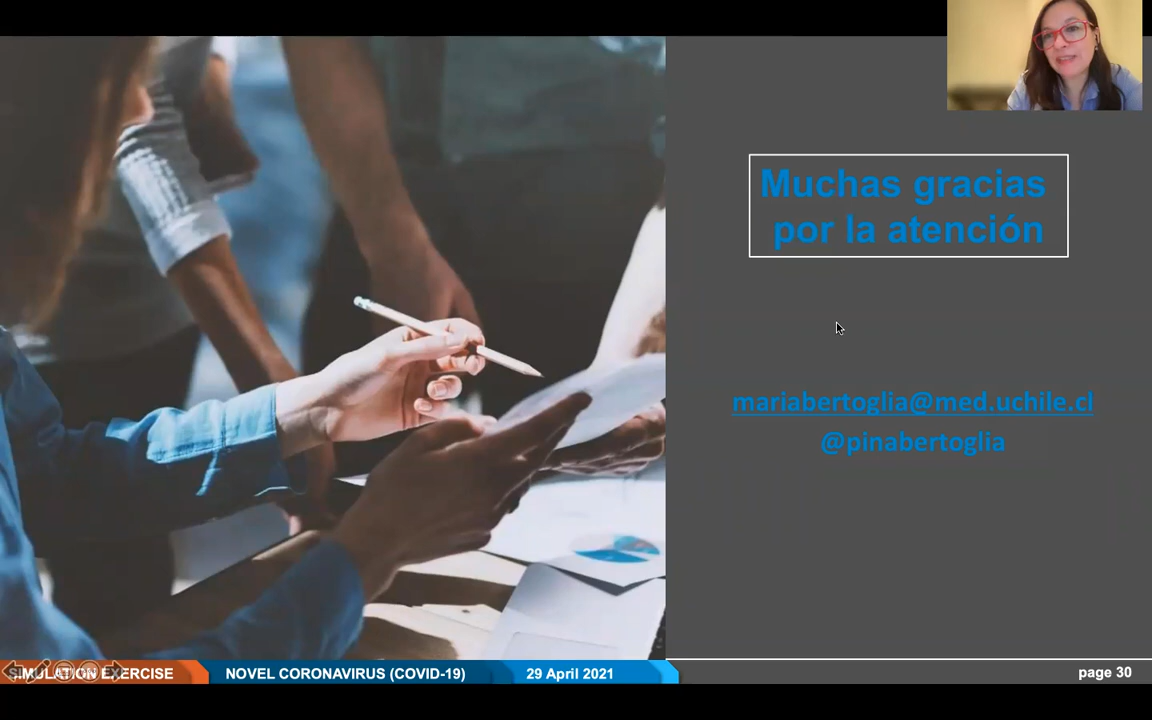 Muchas gracias
por la atención
mariabertoglia@med.uchile.cl
@pinabertoglia
SIMULATION EXERCISE
NOVEL CORONAVIRUS (COVID-19)
29 April 2021
page 30